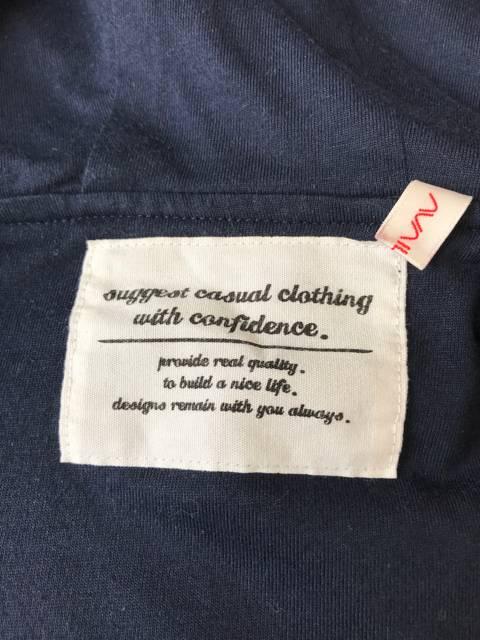 suggest casual clothing
with confidence.
provide real quality.
to build a nice life.
designs remain with you always.